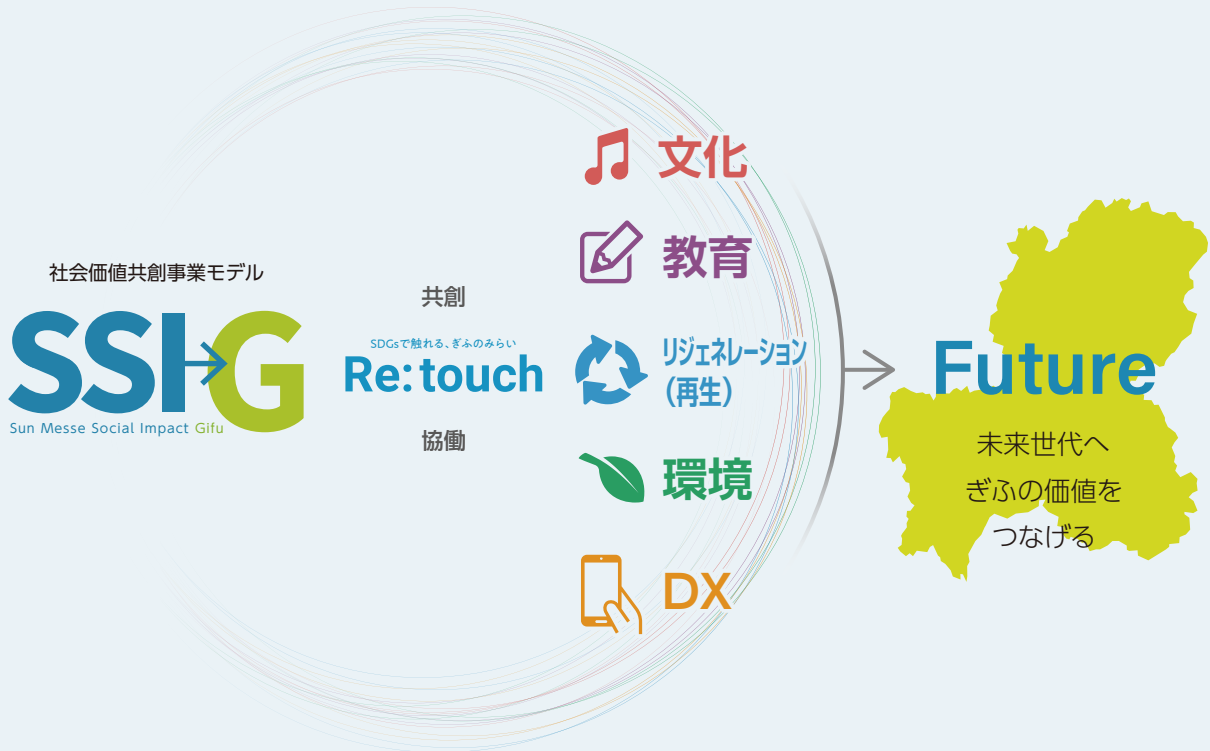 社会価値共創事業モデル
SSI→G
Sun Messe Social Impact Gifu
共創
SDGsで触れる、ぎふのみらい
Re:touch
協働
文化
教育
リジェネレーション
（再生）
環境
DX
Future
未来世代へ
ぎふの価値を
つなげる